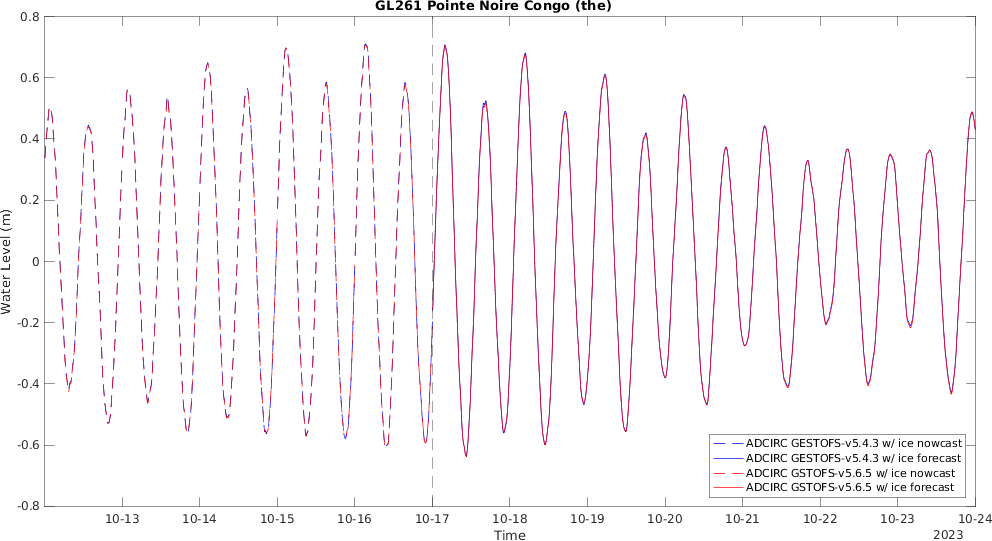 GL261 Pointe Noire Congo (the)
Water Level (m)
0.8
0.6
0.4
0.2
0
-0.2
-0.4
-0.6
-0.8
10-13 10-14 10-15 10-16 10-17 10-18 10-19 10-20 10-21 10-22 10-23 10-24
Time
2023
ADCIRC GESTOFS-v5.4.3 w/ ice nowcast
ADCIRC GESTOFS-v5.4.3 w/ ice forecast
ADCIRC GSTOFS-v5.6.5 w/ ice nowcast
ADCIRC GSTOFS-v5.6.5 w/ ice forecast